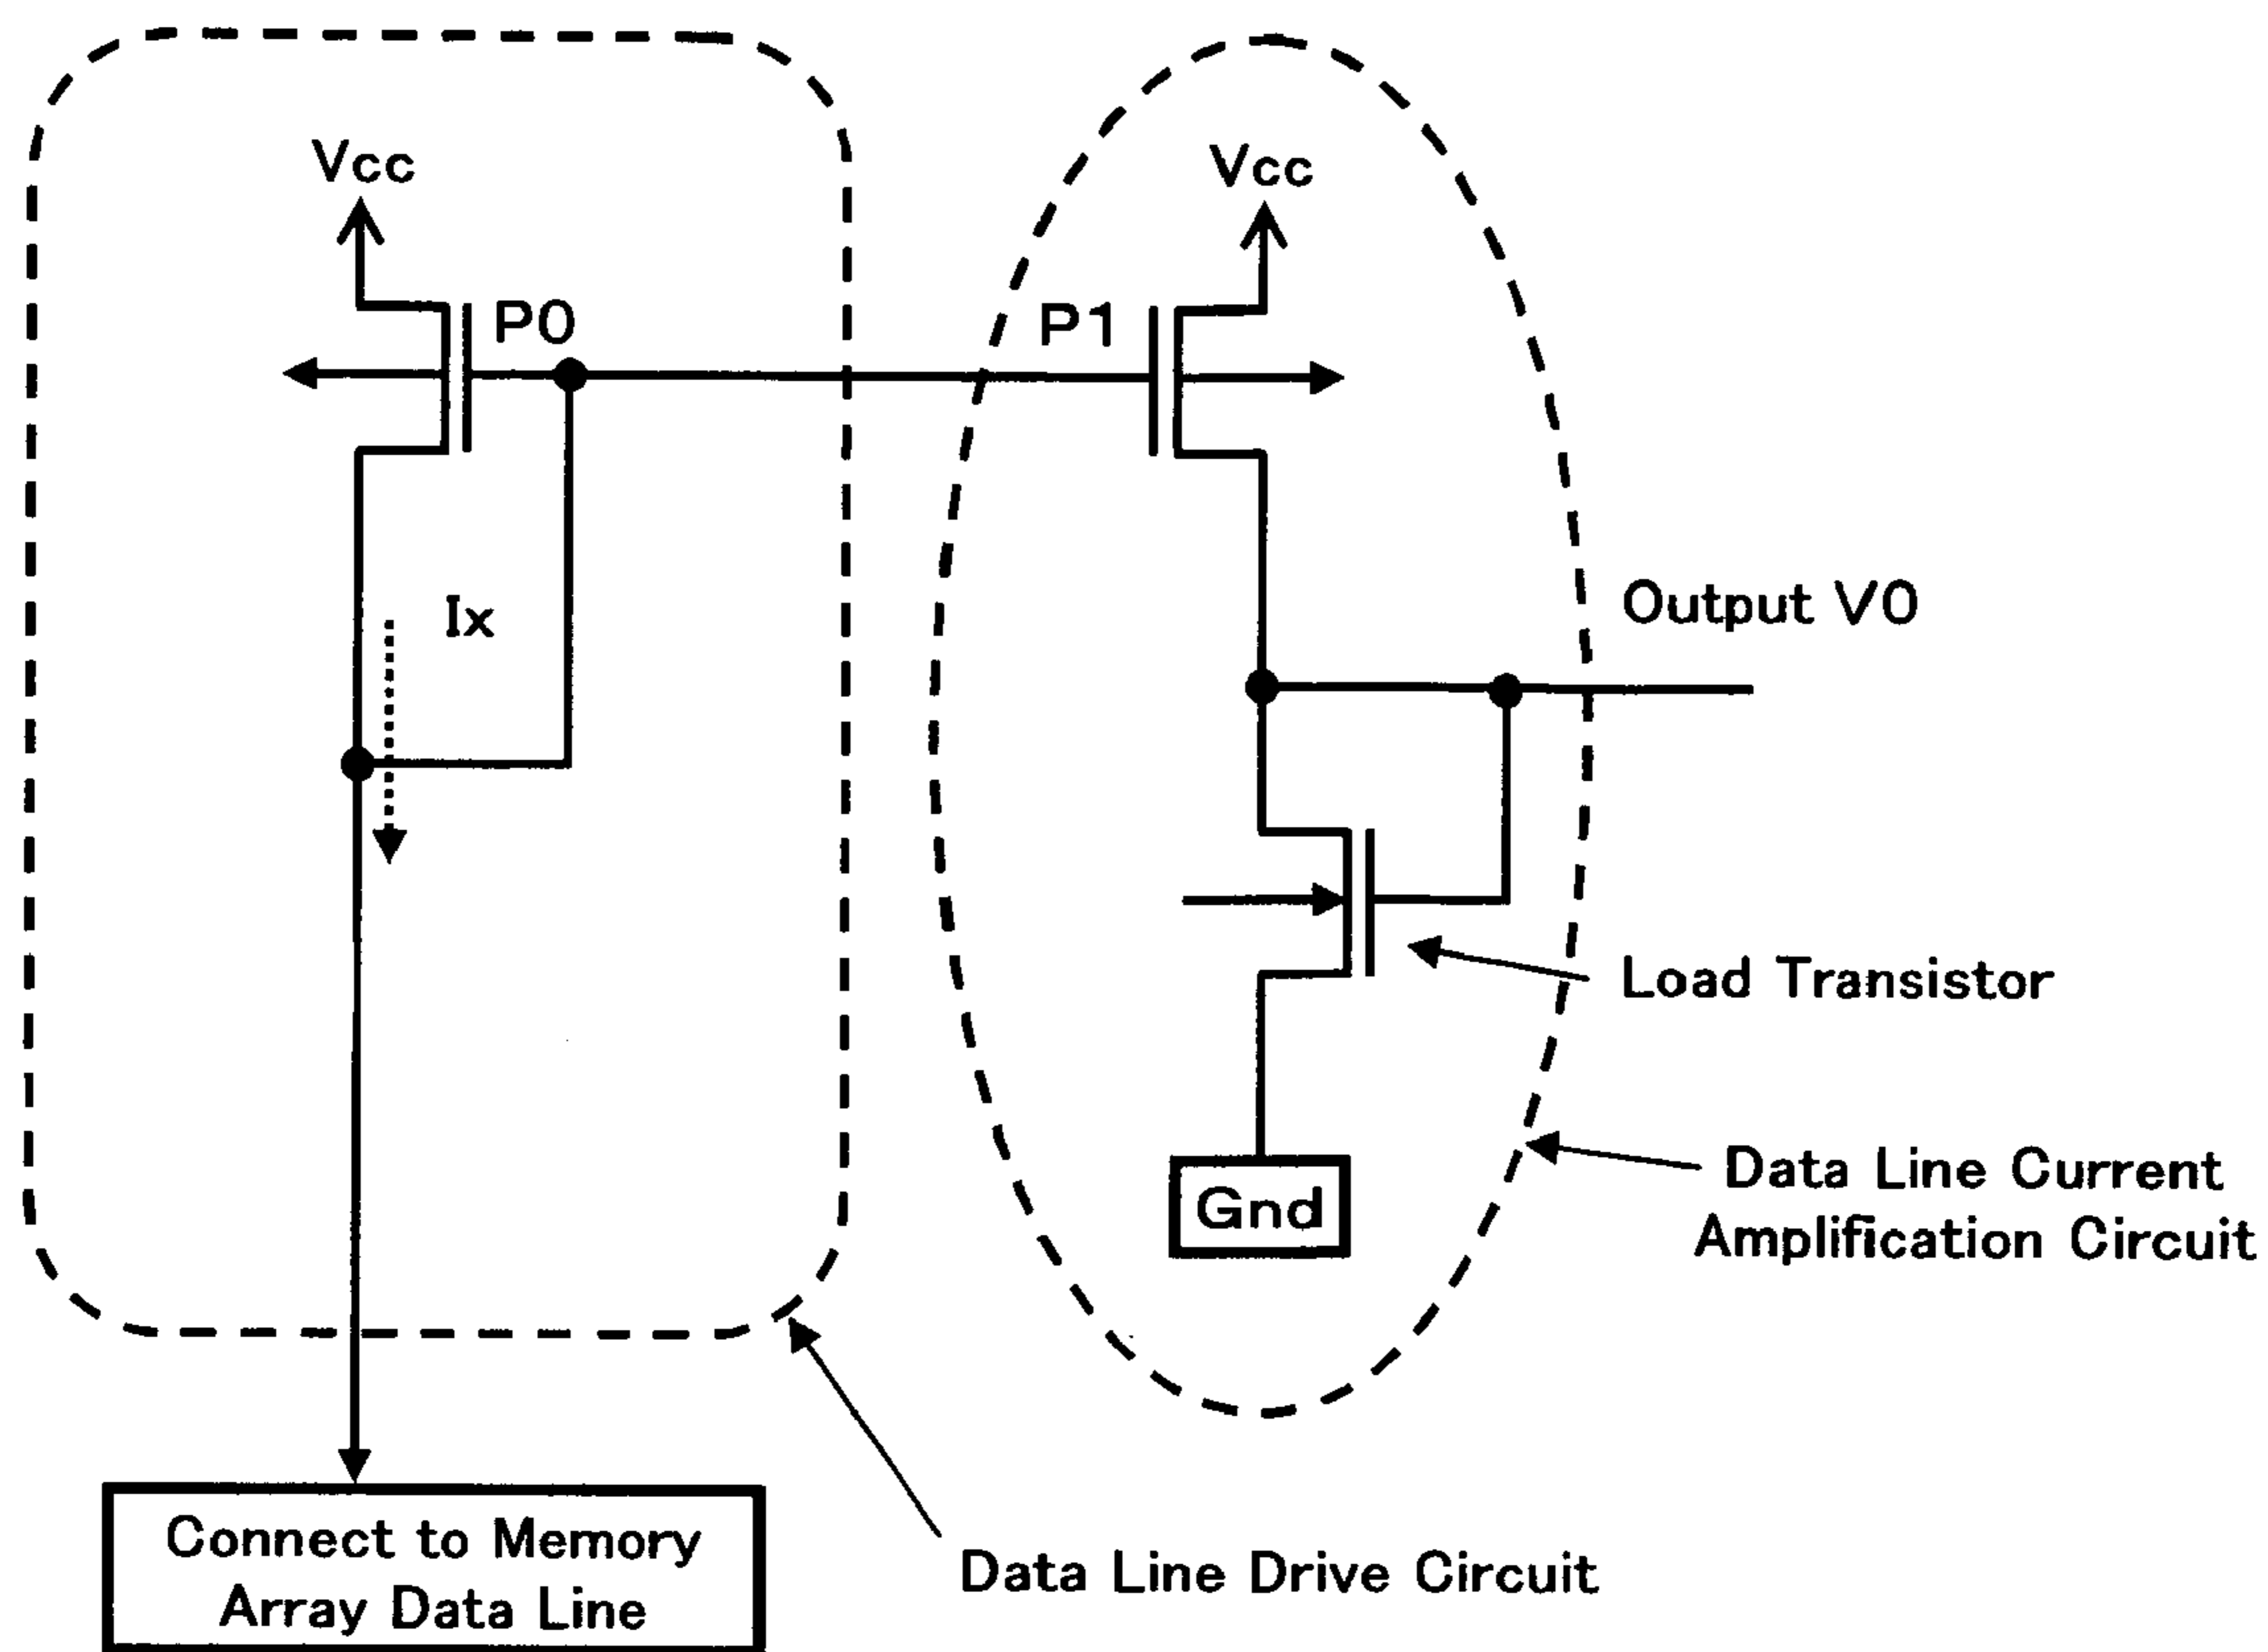 Vcc
Vcc
P0
P1
Ix
Output V0
Load Transistor
Gnd
Data Line Current
Amplification Circuit
Connect to Memory
Array Data Line
Data Line Drive Circuit